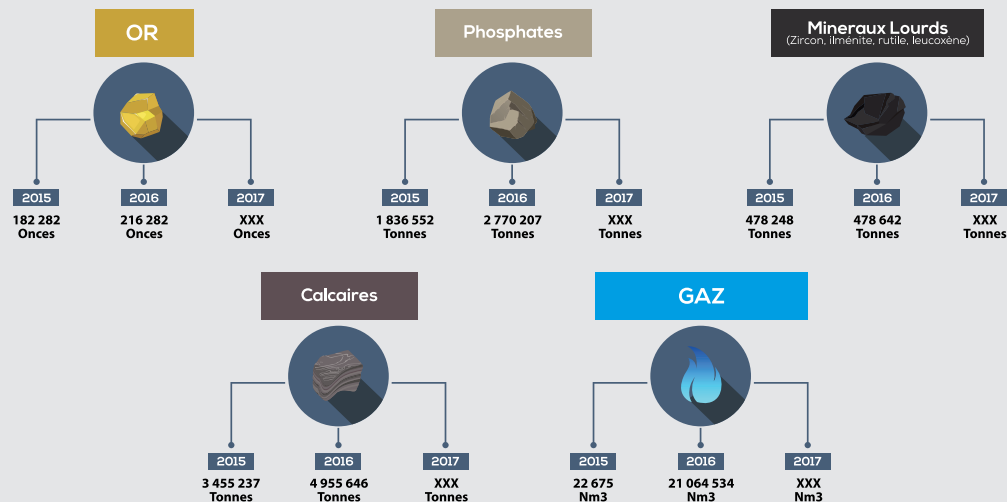 OR
Phosphates
Mineraux Lourds
(Zircon, ilménite, rutile, leucoxène)
2015
182 282
Onces
2016
216 282
Onces
2017
XXX
Onces
2015
1 836 552
Tonnes
2016
2 770 207
Tonnes
2017
XXX
Tonnes
2015
478 248
Tonnes
2016
478 642
Tonnes
2017
XXX
Tonnes
Calcaires
GAZ
2015
3 455 237
Tonnes
2016
4 955 646
Tonnes
2017
XXX
Tonnes
2015
22 675
Nm3
2016
21 064 534
Nm3
2017
XXX
Nm3